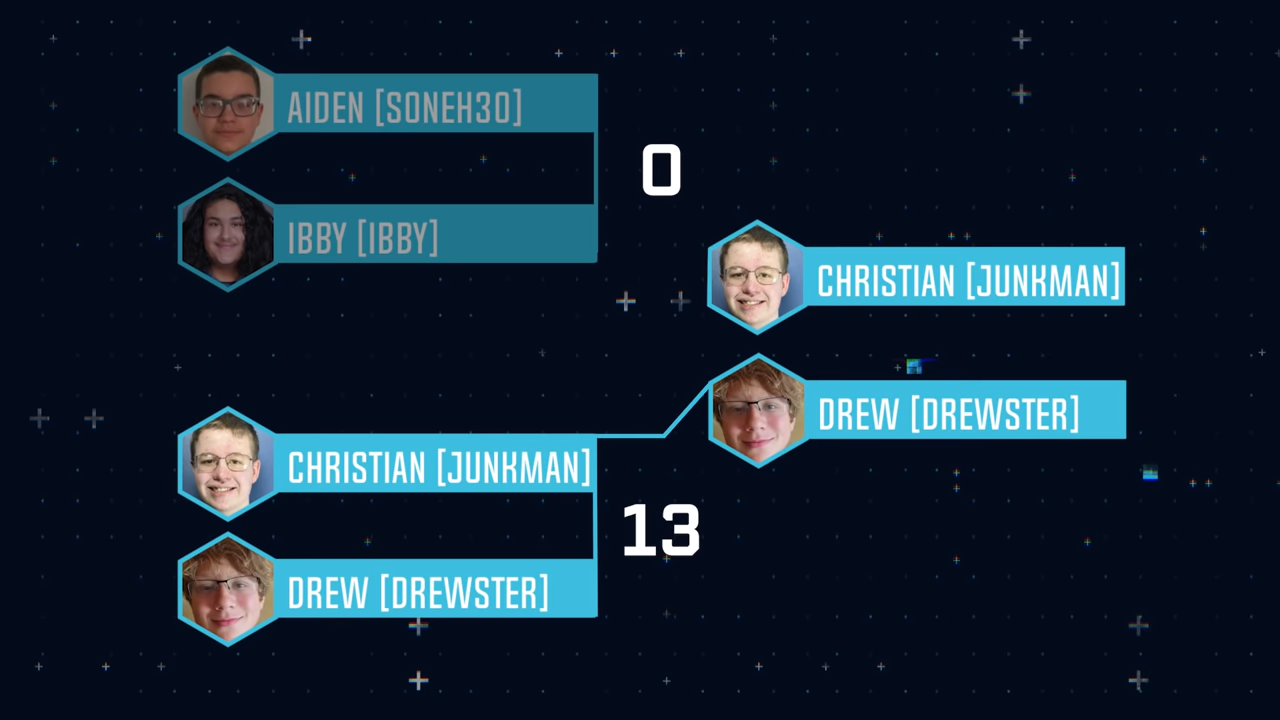 AIDEN [SONEH30]
0
IBBY [IBBY]
CHRISTIAN [JUNKMAN]
DREW [DREWSTER]
CHRISTIAN [JUNKMAN]
13
DREW [DREWSTER]